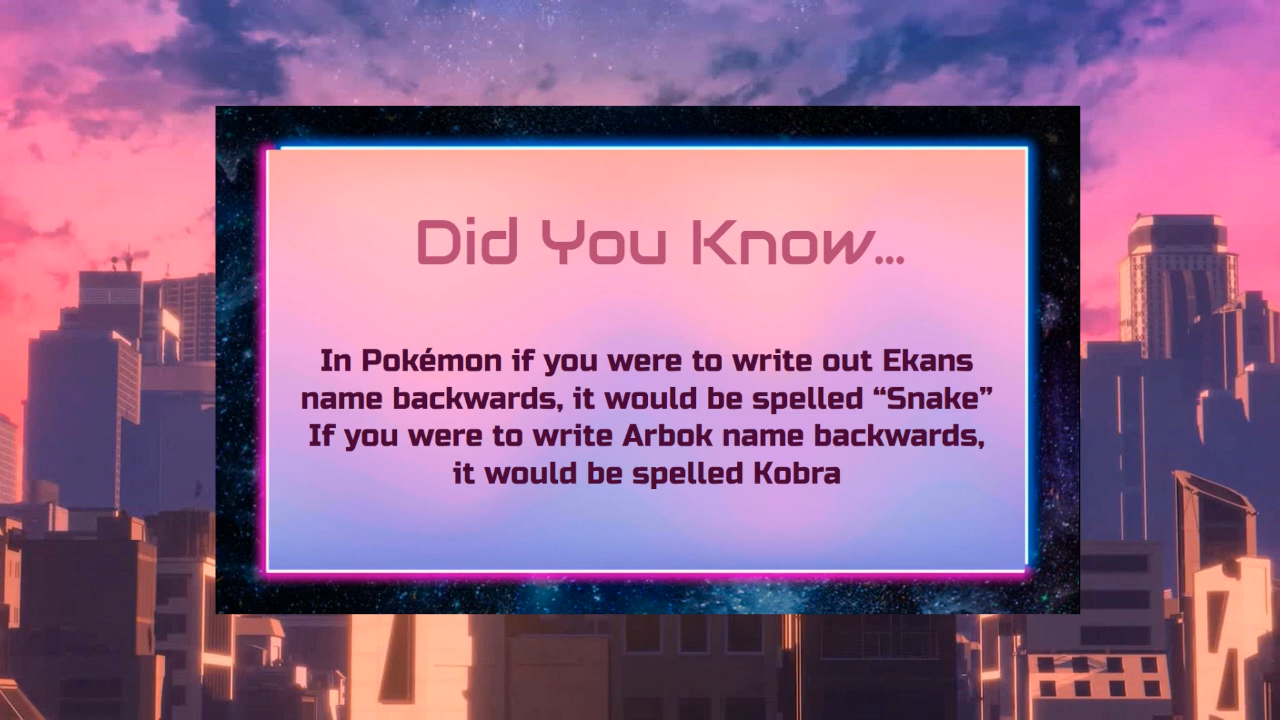 Did You Know...
In Pokémon if you were to write out Ekans
name backwards, it would be spelled “Snake”
If you were to write Arbok name backwards,
it would be spelled Kobra